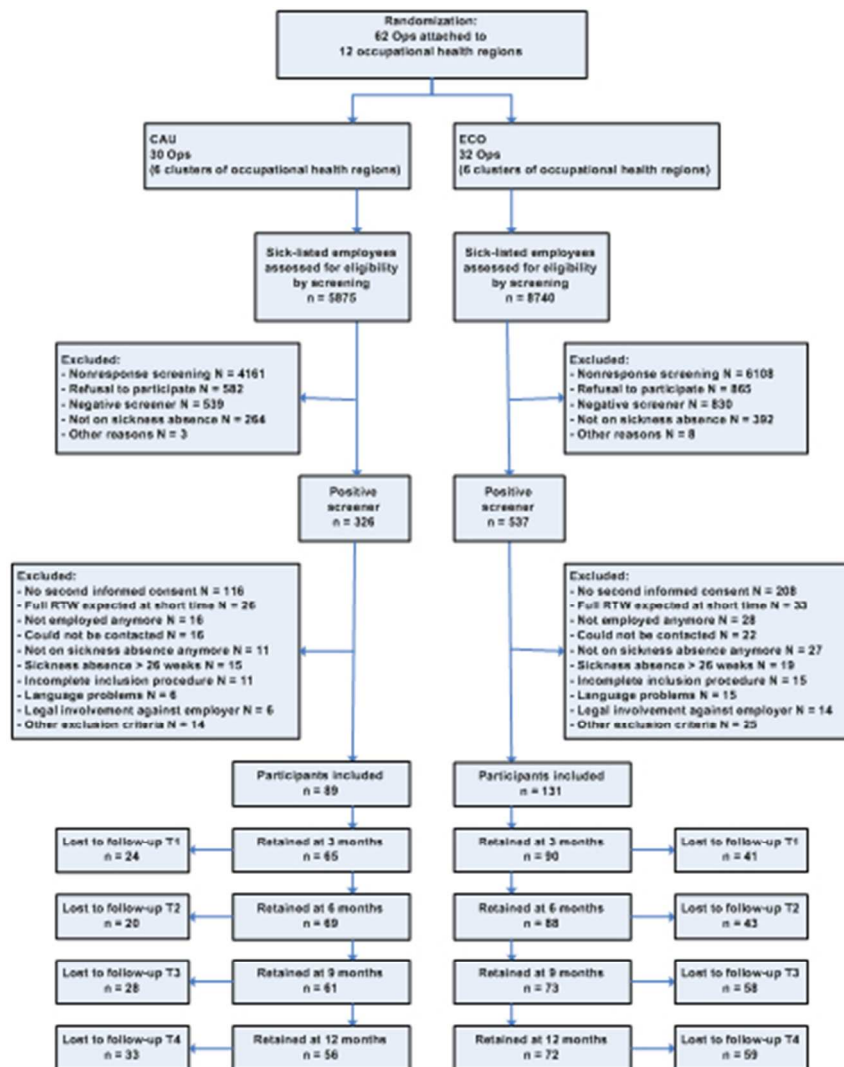 Randomization:
62 Ops attached to
12 occupational health regions
CAU
30 Ops
(6 clusters of occupational health regions)
ECO
32 Ops
(6 clusters of occupational health regions)
Sick-listed employees
assessed for eligibility
by screening
n = 5875
Sick-listed employees
assessed for eligibility
by screening
n = 8740
Excluded:
- Nonresponse screening N = 4161
- Refusal to participate N = 582
- Negative screener N = 539
- Not on sickness absence N = 264
- Other reasons N = 3
Excluded:
- Nonresponse screening N = 6108
- Refusal to participate N = 865
- Negative screener N = 830
- Not on sickness absence N = 392
- Other reasons N = 8
Positive
screener
n = 326
Positive
screener
n = 537
Excluded:
- No second informed consent N = 116
- Full RTW expected at short time N = 26
- Not employed anymore N = 16
- Could not be contacted N = 16
- Not on sickness absence anymore N = 11
- Sickness absence > 26 weeks N = 15
- Incomplete inclusion procedure N = 11
- Language problems N = 6
- Legal involvement against employer N = 6
- Other exclusion criteria N = 14
Excluded:
- No second informed consent N = 208
- Full RTW expected at short time N = 33
- Not employed anymore N = 28
- Could not be contacted N = 22
- Not on sickness absence anymore N = 27
- Sickness absence > 26 weeks N = 19
- Incomplete inclusion procedure N = 15
- Language problems N = 15
- Legal involvement against employer N = 14
- Other exclusion criteria N = 25
Participants included
n = 89
Participants included
n = 131
Lost to follow-up T1
n = 24
Retained at 3 months
n = 65
Retained at 3 months
n = 90
Lost to follow-up T1
n = 41
Lost to follow-up T2
n = 20
Retained at 6 months
n = 69
Retained at 6 months
n = 88
Lost to follow-up T2
n = 43
Lost to follow-up T3
n = 28
Retained at 9 months
n = 61
Retained at 9 months
n = 73
Lost to follow-up T3
n = 58
Lost to follow-up T4
n = 33
Retained at 12 months
n = 56
Retained at 12 months
n = 72
Lost to follow-up T4
n = 59